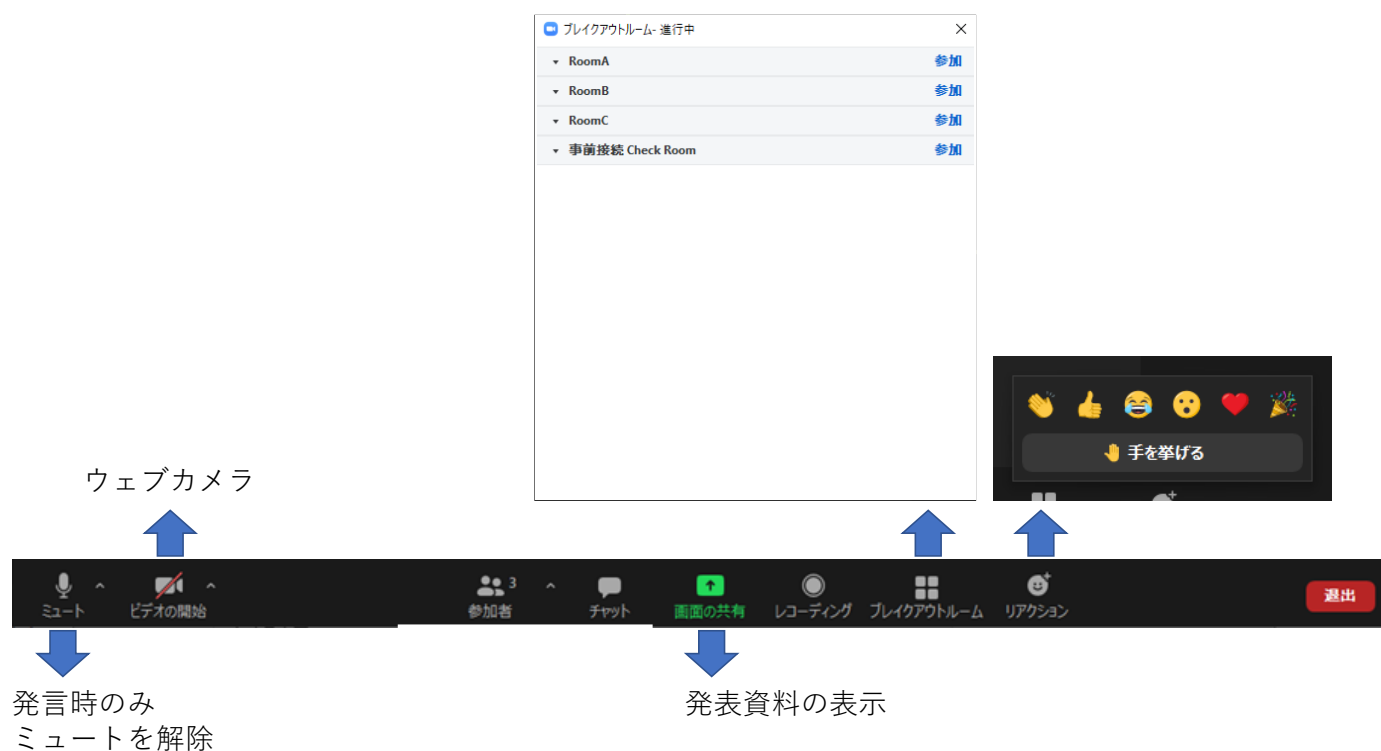 ブレイクアウトルーム- 進行中
RoomA 参加
RoomB 参加
RoomC 参加
事前接続 Check Room 参加
手を挙げる
ウェブカメラ
ミュート ビデオの開始 参加者 3 チャット 画面の共有 レコーディング ブレイクアウトルーム リアクション 退出
発言時のみ
ミュートを解除
発表資料の表示